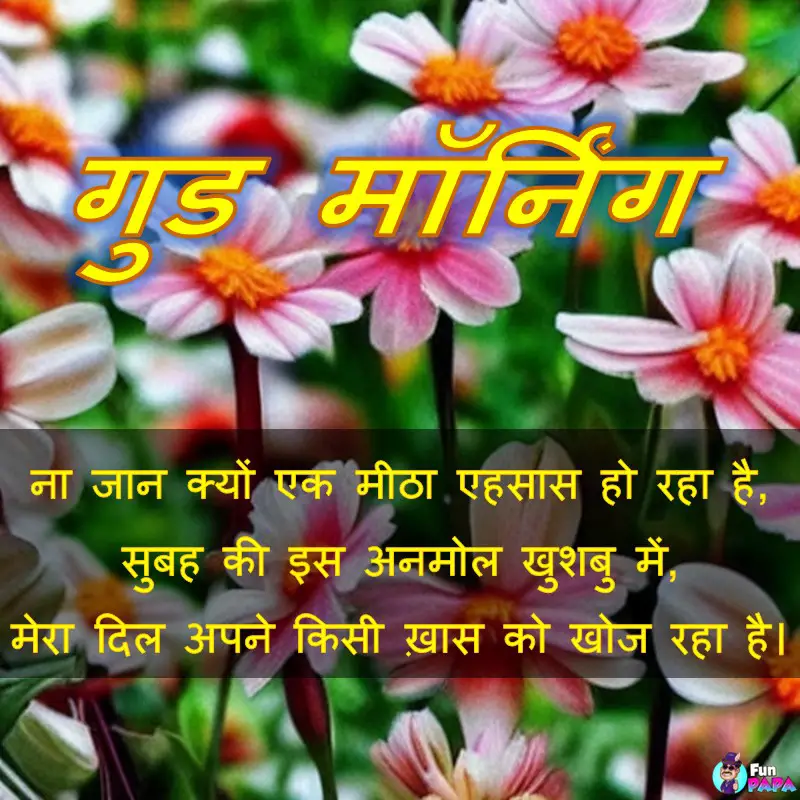 गुड मॉर्निंग
ना जान क्यों एक मीठा एहसास हो रहा है,
सुबह की इस अनमोल खुशबु में,
मेरा दिल अपने किसी ख़ास को खोज रहा है।
Fun
PAPA